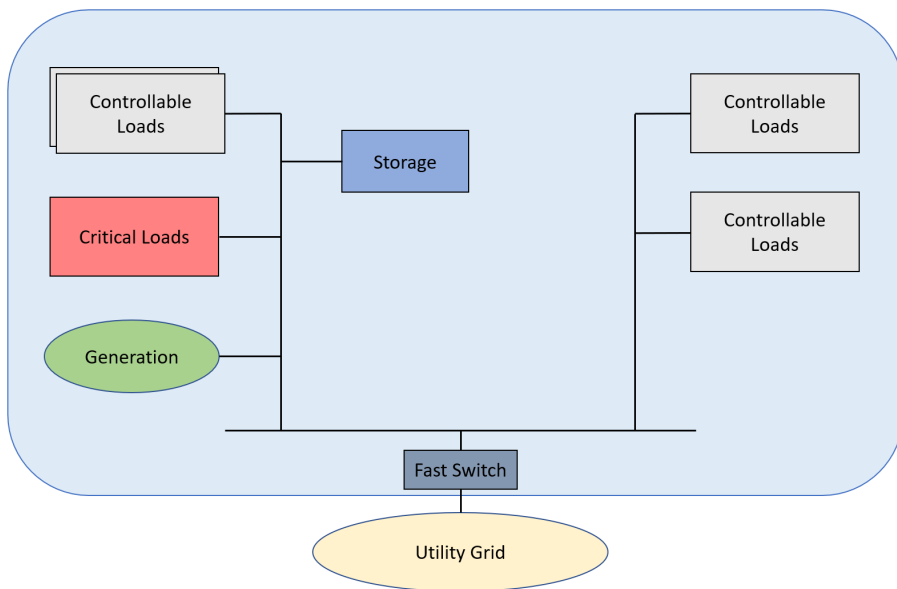 Controllable
Loads
Storage
Critical Loads
Generation
Controllable
Loads
Controllable
Loads
Fast Switch
Utility Grid